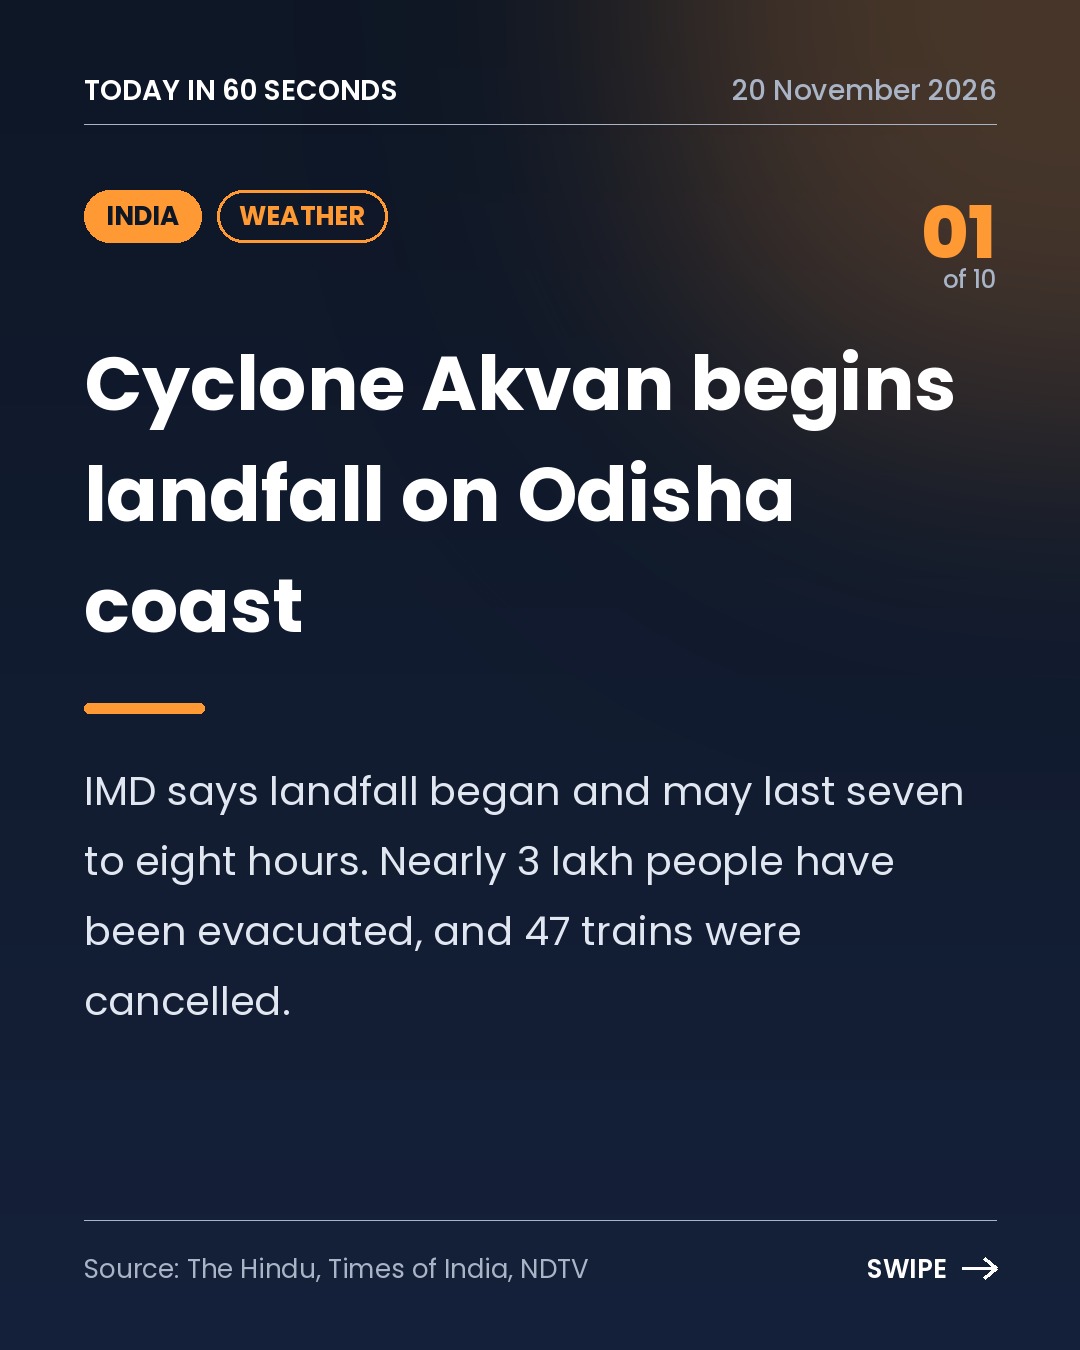 TODAY IN 60 SECONDS
20 November 2026
INDIA
WEATHER
01
of 10
Cyclone Akvan begins
landfall on Odisha
coast
IMD says landfall began and may last seven
to eight hours. Nearly 3 lakh people have
been evacuated, and 47 trains were
cancelled.
Source: The Hindu, Times of India, NDTV
SWIPE →